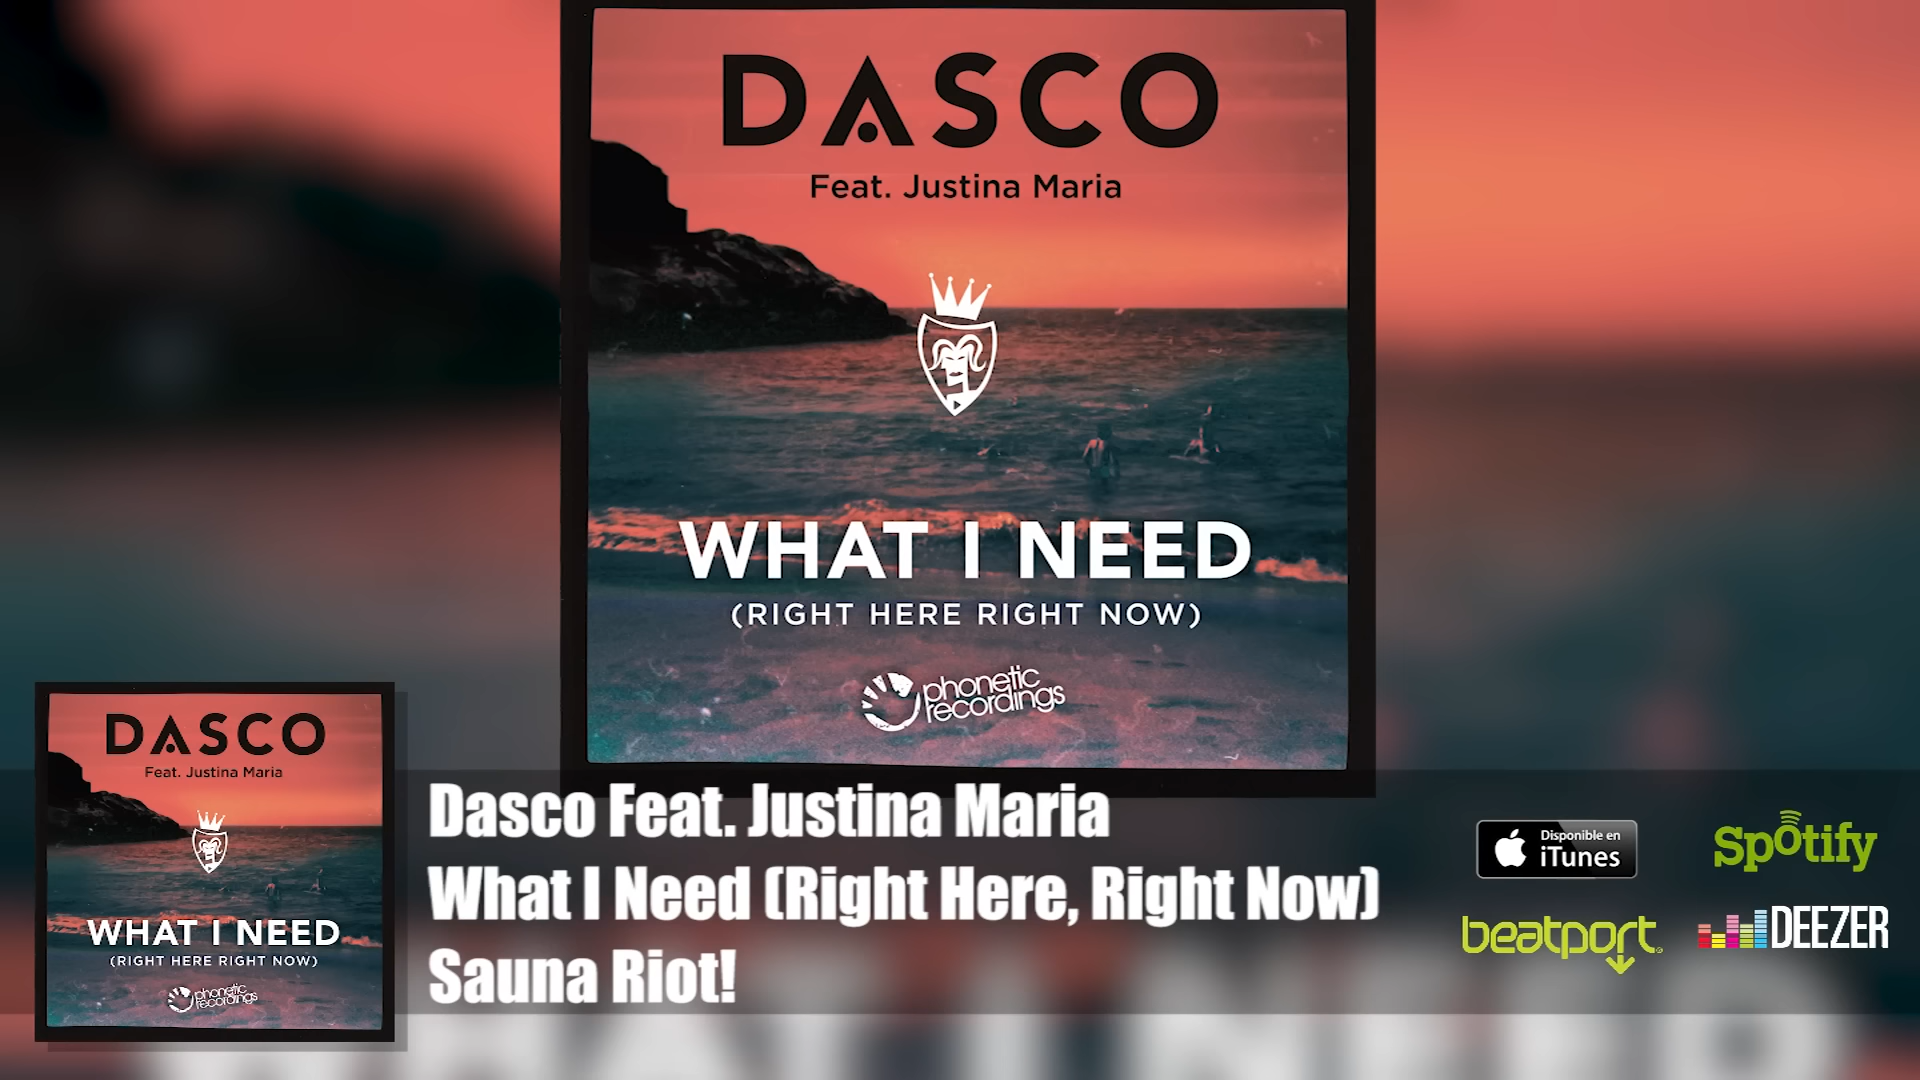 DASCO
Feat. Justina Maria
WHAT I NEED
(RIGHT HERE RIGHT NOW)
phonetic
recordings
DASCO
Feat. Justina Maria
WHAT I NEED
(RIGHT HERE RIGHT NOW)
phonetic
recordings
Dasco Feat. Justina Maria
What I Need (Right Here, Right Now)
Sauna Riot!
Disponible en
iTunes
Spotify
beatport
DEEZER